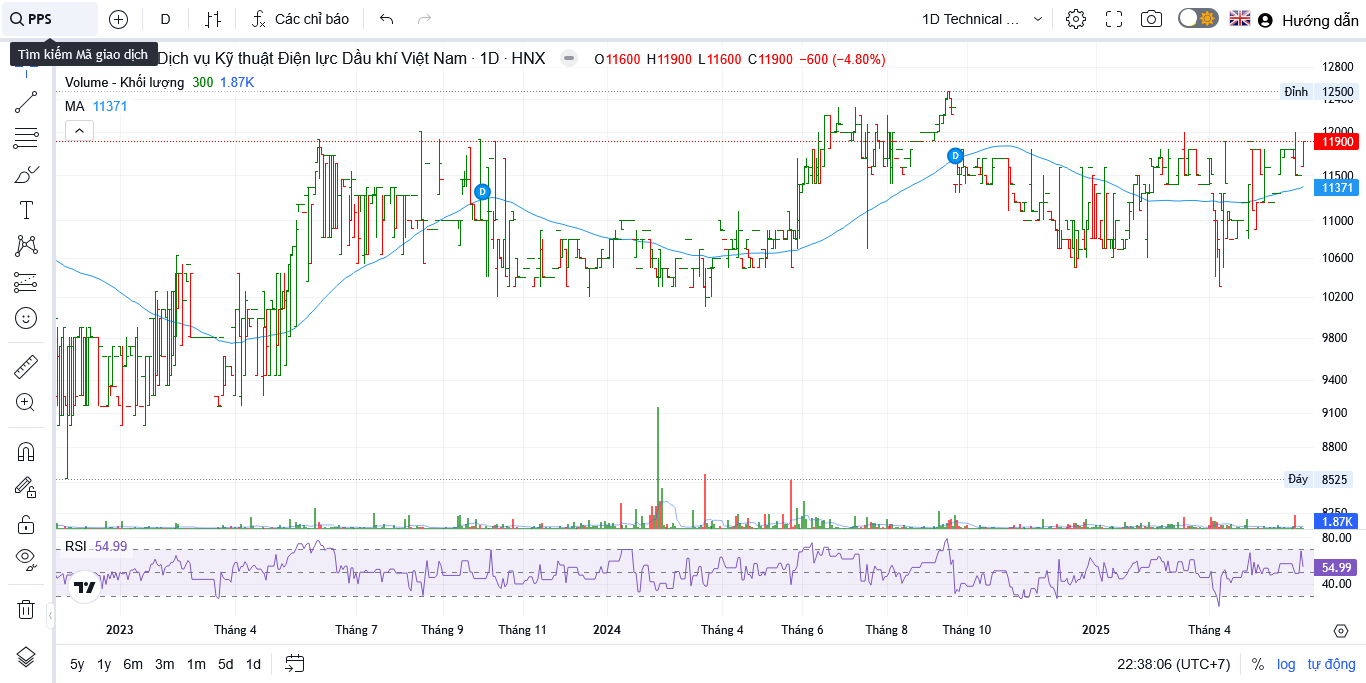 PPS
D
Các chỉ báo
1D Technical ...
Hướng dẫn
Tìm kiếm Mã giao dịch
Dịch vụ Kỹ thuật Điện lực Dầu khí Việt Nam · 1D · HNX
O11600 H11900 L11600 C11900 −600 (−4.80%)
Volume - Khối lượng 300 1.87K
MA 11371
12800
Đỉnh 12500
12400
12000
11900
11500
11371
11000
10600
10200
9800
9400
9100
8800
Đáy 8525
8250
1.87K
D
D
RSI 54.99
80.00
54.99
40.00
2023 Tháng 4 Tháng 7 Tháng 9 Tháng 11 2024 Tháng 4 Tháng 6 Tháng 8 Tháng 10 2025 Tháng 4
5y 1y 6m 3m 1m 5d 1d
22:38:06 (UTC+7) % log tự động